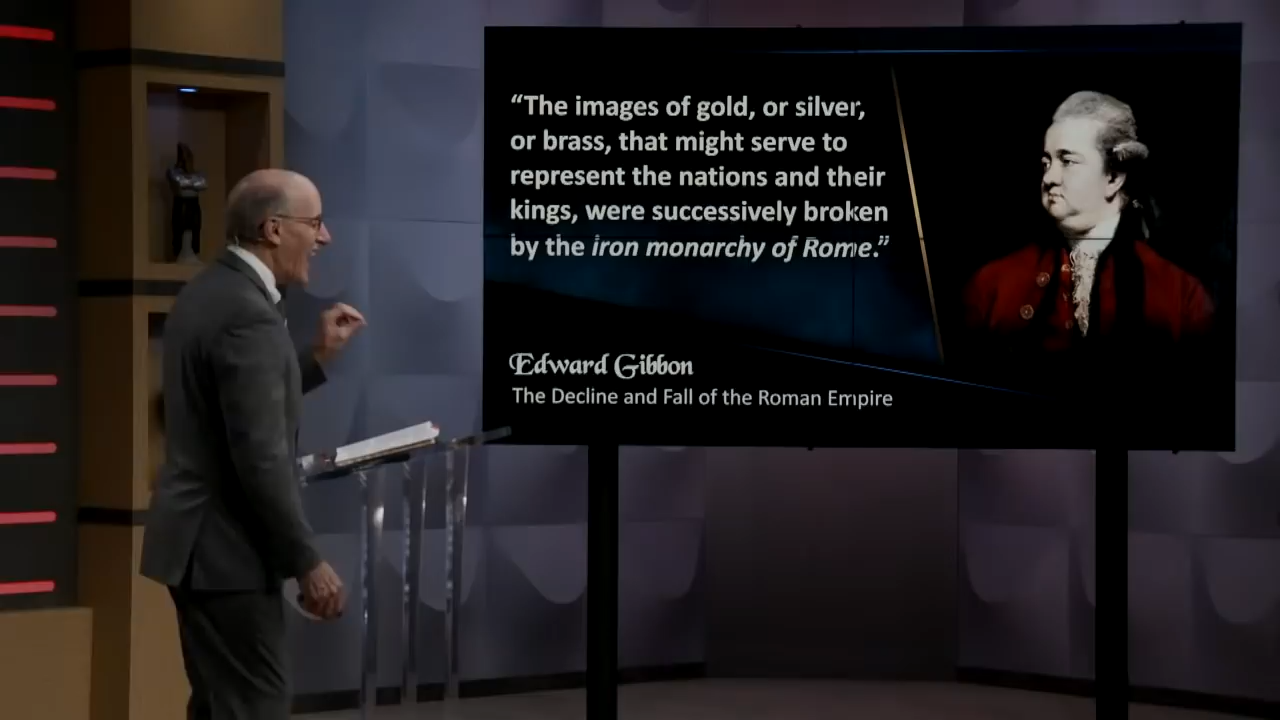 “The images of gold, or silver,
or brass, that might serve to
represent the nations and their
kings, were successively broken
by the iron monarchy of Rome.”
Edward Gibbon
The Decline and Fall of the Roman Empire